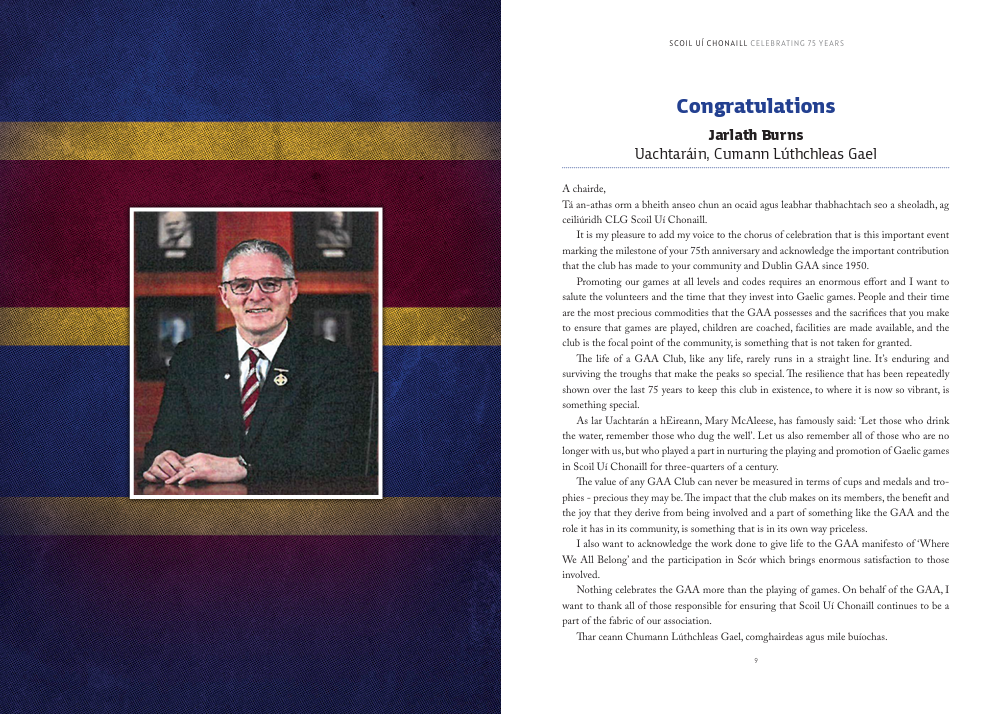 SCOIL UÍ CHONAILL CELEBRATING 75 YEARS
Congratulations
Jarlath Burns
Uachtaráin, Cumann Lúthchleas Gael
A chairde,
Tá an-athas orm a bheith anseo chun an ocaid agus leabhar thabhachtach seo a sheoladh, ag
ceiliúridh CLG Scoil Uí Chonaill.
It is my pleasure to add my voice to the chorus of celebration that is this important event
marking the milestone of your 75th anniversary and acknowledge the important contribution
that the club has made to your community and Dublin GAA since 1950.
Promoting our games at all levels and codes requires an enormous effort and I want to
salute the volunteers and the time that they invest into Gaelic games. People and their time
are the most precious commodities that the GAA possesses and the sacrifices that you make
to ensure that games are played, children are coached, facilities are made available, and the
club is the focal point of the community, is something that is not taken for granted.
The life of a GAA Club, like any life, rarely runs in a straight line. It's enduring and
surviving the troughs that make the peaks so special. The resilience that has been repeatedly
shown over the last 75 years to keep this club in existence, to where it is now so vibrant, is
something special.
As lar Uachtarán a hEireann, Mary McAleese, has famously said: ‘Let those who drink
the water, remember those who dug the well’. Let us also remember all of those who are no
longer with us, but who played a part in nurturing the playing and promotion of Gaelic games
in Scoil Uí Chonaill for three-quarters of a century.
The value of any GAA Club can never be measured in terms of cups and medals and tro-
phies - precious they may be. The impact that the club makes on its members, the benefit and
the joy that they derive from being involved and a part of something like the GAA and the
role it has in its community, is something that is in its own way priceless.
I also want to acknowledge the work done to give life to the GAA manifesto of ‘Where
We All Belong’ and the participation in Scór which brings enormous satisfaction to those
involved.
Nothing celebrates the GAA more than the playing of games. On behalf of the GAA, I
want to thank all of those responsible for ensuring that Scoil Uí Chonaill continues to be a
part of the fabric of our association.
Thar ceann Chumann Lúthchleas Gael, comghairdeas agus mile buíochas.
9